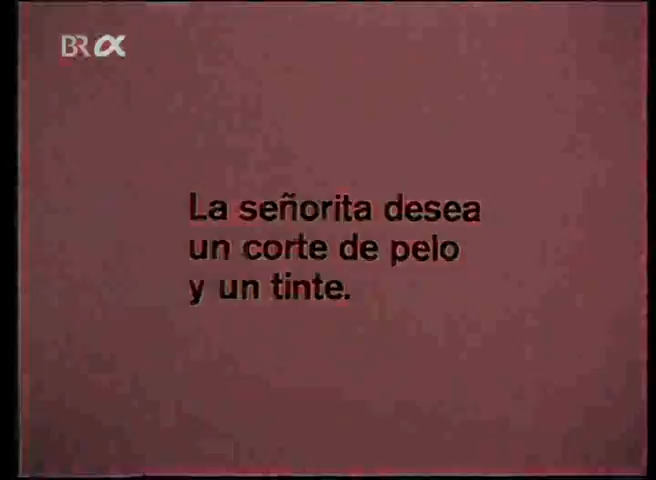 BR α
La señorita desea
un corte de pelo
y un tinte.